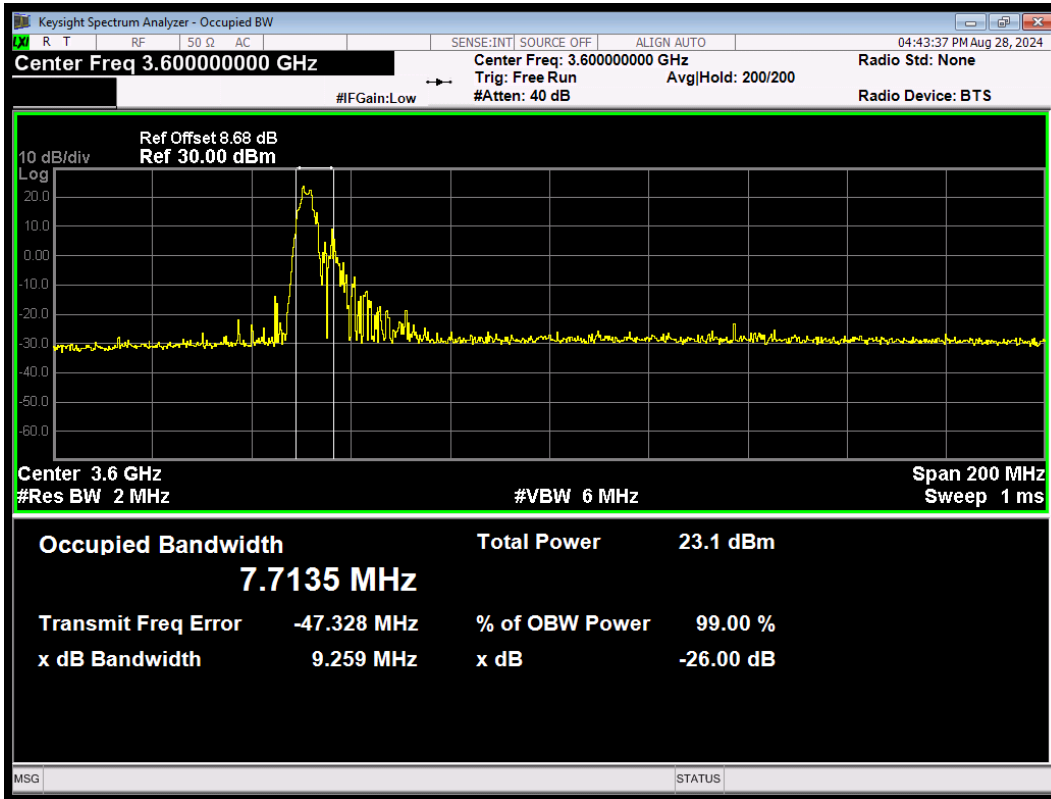 Keysight Spectrum Analyzer - Occupied BW
LXI R T RF 50 Ω AC SENSE:INT SOURCE OFF ALIGN AUTO 04:43:37 PM Aug 28, 2024
Center Freq 3.600000000 GHz Center Freq: 3.600000000 GHz Radio Std: None
Trig: Free Run Avg|Hold: 200/200
#IFGain:Low #Atten: 40 dB Radio Device: BTS
Ref Offset 8.68 dB
10 dB/div Ref 30.00 dBm
Log
20.0
10.0
0.00
-10.0
-20.0
-30.0
-40.0
-50.0
-60.0
Center 3.6 GHz Span 200 MHz
#Res BW 2 MHz #VBW 6 MHz Sweep 1 ms
Occupied Bandwidth Total Power 23.1 dBm
7.7135 MHz
Transmit Freq Error -47.328 MHz % of OBW Power 99.00 %
x dB Bandwidth 9.259 MHz x dB -26.00 dB
MSG STATUS